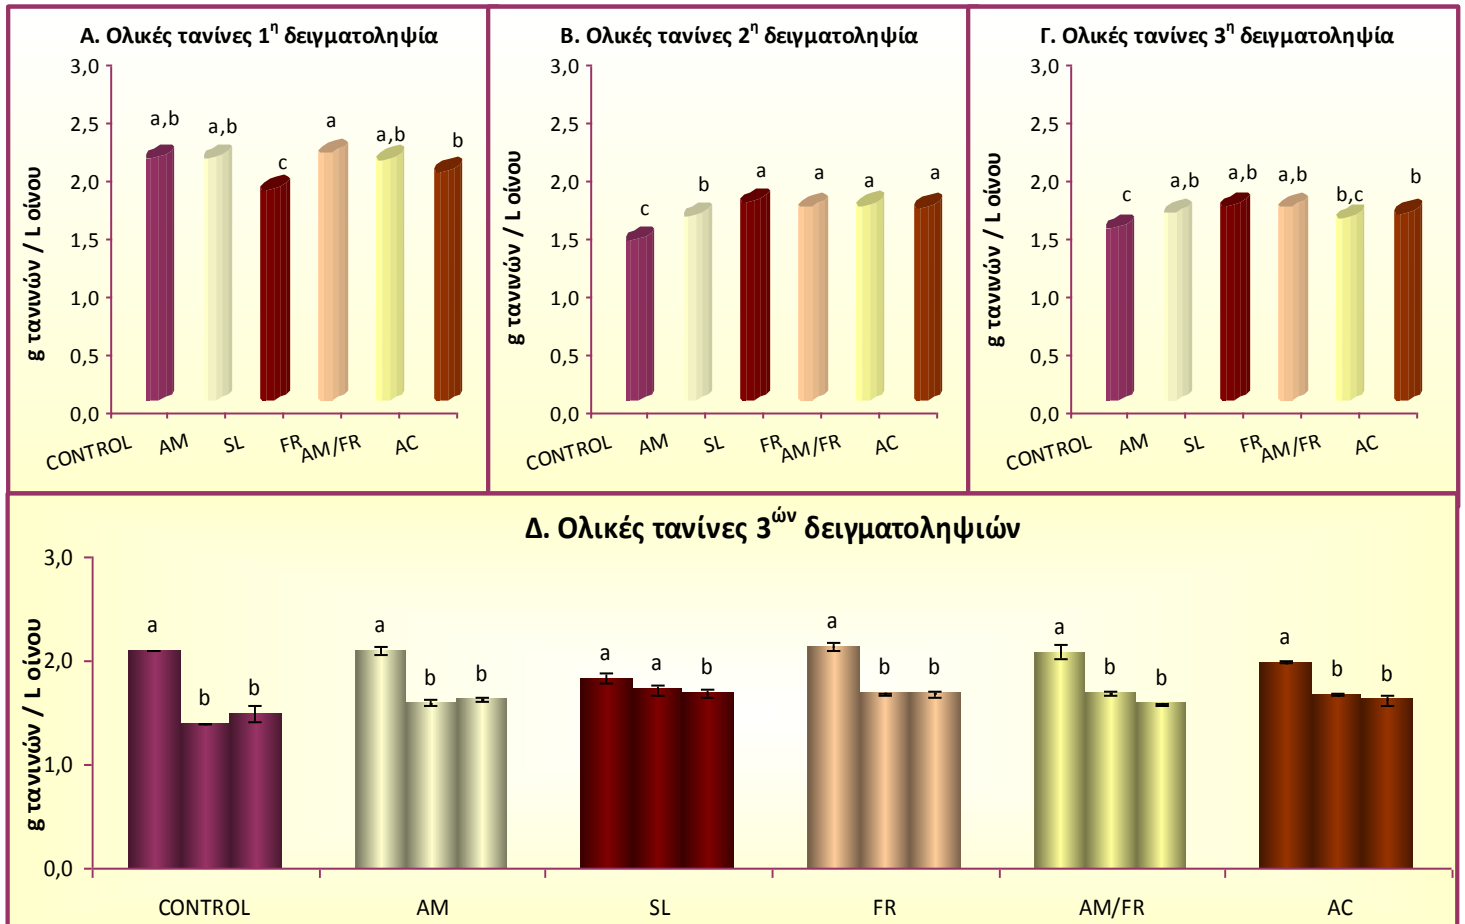 Α. Ολικές τανίνες 1η δειγματοληψία
g τανινών / L οίνου
3,0
2,5
2,0
1,5
1,0
0,5
0,0
a,b
a,b
c
a
a,b
b
CONTROL
AM
SL
FR
AM/FR
AC
Β. Ολικές τανίνες 2η δειγματοληψία
g τανινών / L οίνου
3,0
2,5
2,0
1,5
1,0
0,5
0,0
c
b
a
a
a
a
CONTROL
AM
SL
FR
AM/FR
AC
Γ. Ολικές τανίνες 3η δειγματοληψία
g τανινών / L οίνου
3,0
2,5
2,0
1,5
1,0
0,5
0,0
c
a,b
a,b
a,b
b,c
b
CONTROL
AM
SL
FR
AM/FR
AC
Δ. Ολικές τανίνες 3ών δειγματοληψιών
g τανινών / L οίνου
3,0
2,0
1,0
0,0
a
b
b
a
b
b
a
a
b
a
b
b
a
b
b
a
b
b
CONTROL
AM
SL
FR
AM/FR
AC